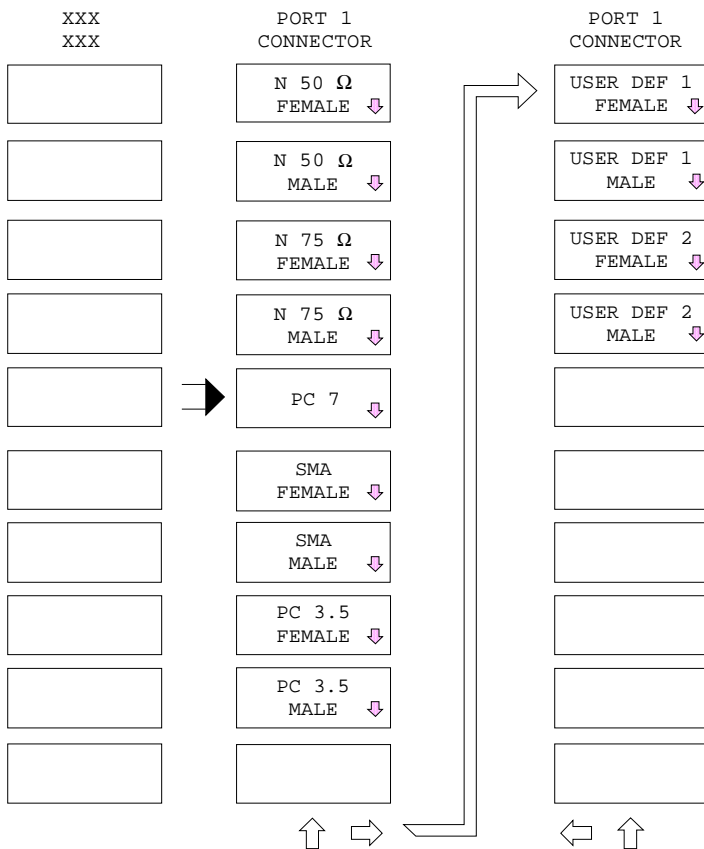 XXX
XXX
PORT 1
CONNECTOR
N 50 Ω
FEMALE
N 50 Ω
MALE
N 75 Ω
FEMALE
N 75 Ω
MALE
PC 7
SMA
FEMALE
SMA
MALE
PC 3.5
FEMALE
PC 3.5
MALE
PORT 1
CONNECTOR
USER DEF 1
FEMALE
USER DEF 1
MALE
USER DEF 2
FEMALE
USER DEF 2
MALE